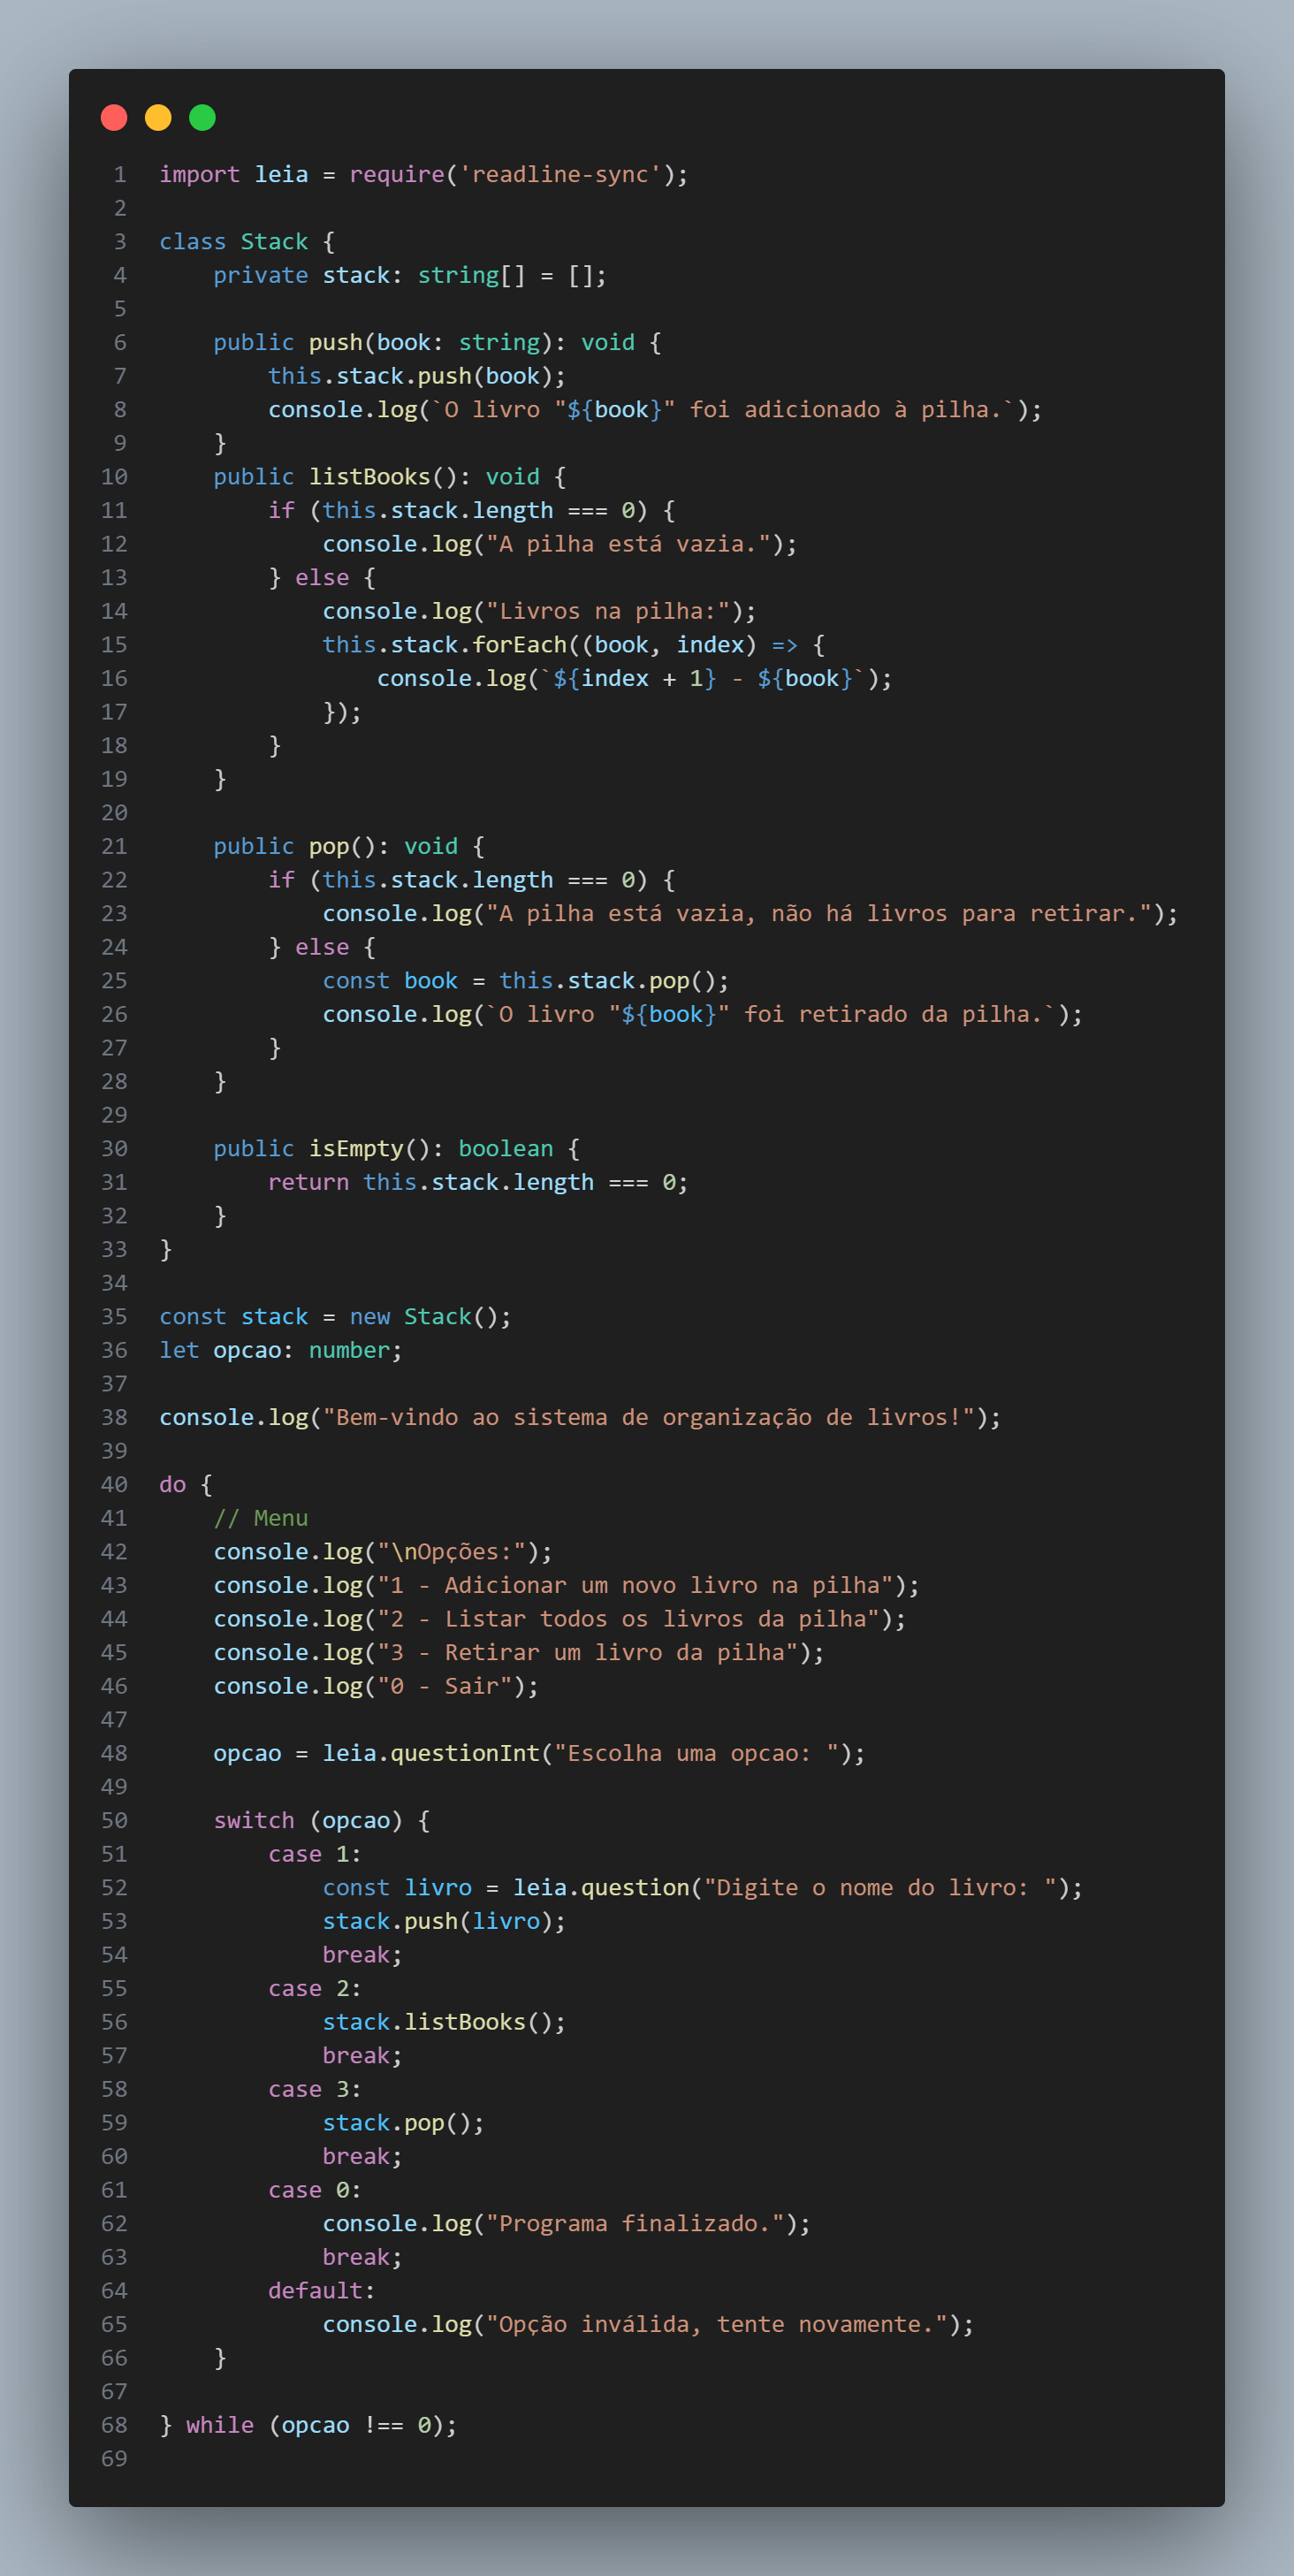 1 import leia = require('readline-sync');
2
3 class Stack {
4     private stack: string[] = [];
5
6     public push(book: string): void {
7         this.stack.push(book);
8         console.log(`O livro "${book}" foi adicionado à pilha.`);
9     }
10     public listBooks(): void {
11         if (this.stack.length === 0) {
12             console.log("A pilha está vazia.");
13         } else {
14             console.log("Livros na pilha:");
15             this.stack.forEach((book, index) => {
16                 console.log(`${index + 1} - ${book}`);
17             });
18         }
19     }
20
21     public pop(): void {
22         if (this.stack.length === 0) {
23             console.log("A pilha está vazia, não há livros para retirar.");
24         } else {
25             const book = this.stack.pop();
26             console.log(`O livro "${book}" foi retirado da pilha.`);
27         }
28     }
29
30     public isEmpty(): boolean {
31         return this.stack.length === 0;
32     }
33 }
34
35 const stack = new Stack();
36 let opcao: number;
37
38 console.log("Bem-vindo ao sistema de organização de livros!");
39
40 do {
41     // Menu
42     console.log("\nOpções:");
43     console.log("1 - Adicionar um novo livro na pilha");
44     console.log("2 - Listar todos os livros da pilha");
45     console.log("3 - Retirar um livro da pilha");
46     console.log("0 - Sair");
47
48     opcao = leia.questionInt("Escolha uma opcao: ");
49
50     switch (opcao) {
51         case 1:
52             const livro = leia.question("Digite o nome do livro: ");
53             stack.push(livro);
54             break;
55         case 2:
56             stack.listBooks();
57             break;
58         case 3:
59             stack.pop();
60             break;
61         case 0:
62             console.log("Programa finalizado.");
63             break;
64         default:
65             console.log("Opção inválida, tente novamente.");
66     }
67
68 } while (opcao !== 0);
69